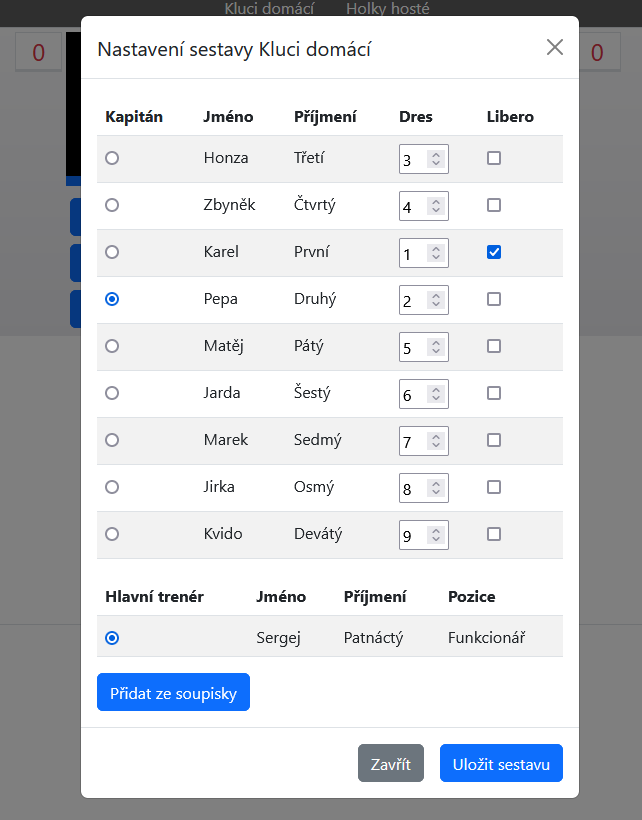 Kluci domácí Holky hosté
0 0
Nastavení sestavy Kluci domácí
Kapitán Jméno Příjmení Dres Libero
Honza Třetí 3
Zbyněk Čtvrtý 4
Karel První 1
Pepa Druhý 2
Matěj Pátý 5
Jarda Šestý 6
Marek Sedmý 7
Jirka Osmý 8
Kvido Devátý 9
Hlavní trenér Jméno Příjmení Pozice
Sergej Patnáctý Funkcionář
Přidat ze soupisky
Zavřít Uložit sestavu